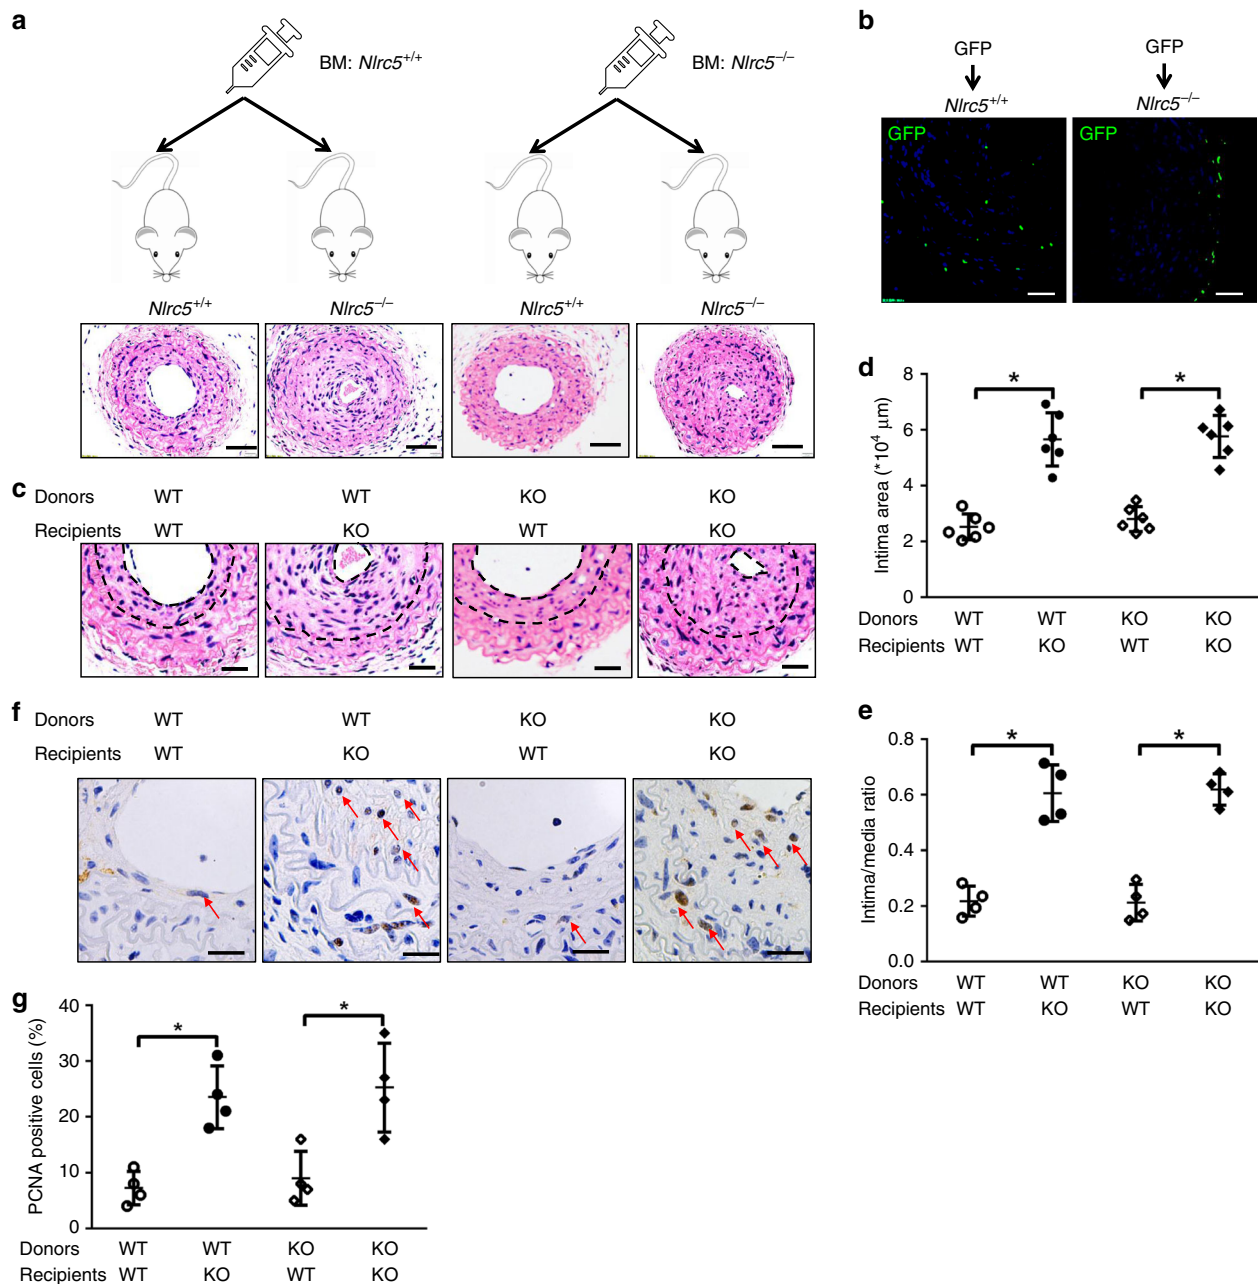 a
BM: Nlrc5+/+
BM: Nlrc5–/–
Nlrc5+/+
Nlrc5–/–
Nlrc5+/+
Nlrc5–/–
b
GFP
GFP
Nlrc5+/+
Nlrc5–/–
GFP
GFP
c
Donors WT WT KO KO
Recipients WT KO WT KO
d
8
6
4
2
0
Intima area (*10⁴ μm)
*
*
Donors WT WT KO KO
Recipients WT KO WT KO
e
0.8
0.6
0.4
0.2
0.0
Intima/media ratio
*
*
Donors WT WT KO KO
Recipients WT KO WT KO
f
Donors WT WT KO KO
Recipients WT KO WT KO
g
40
30
20
10
0
PCNA positive cells (%)
*
*
Donors WT WT KO KO
Recipients WT KO WT KO